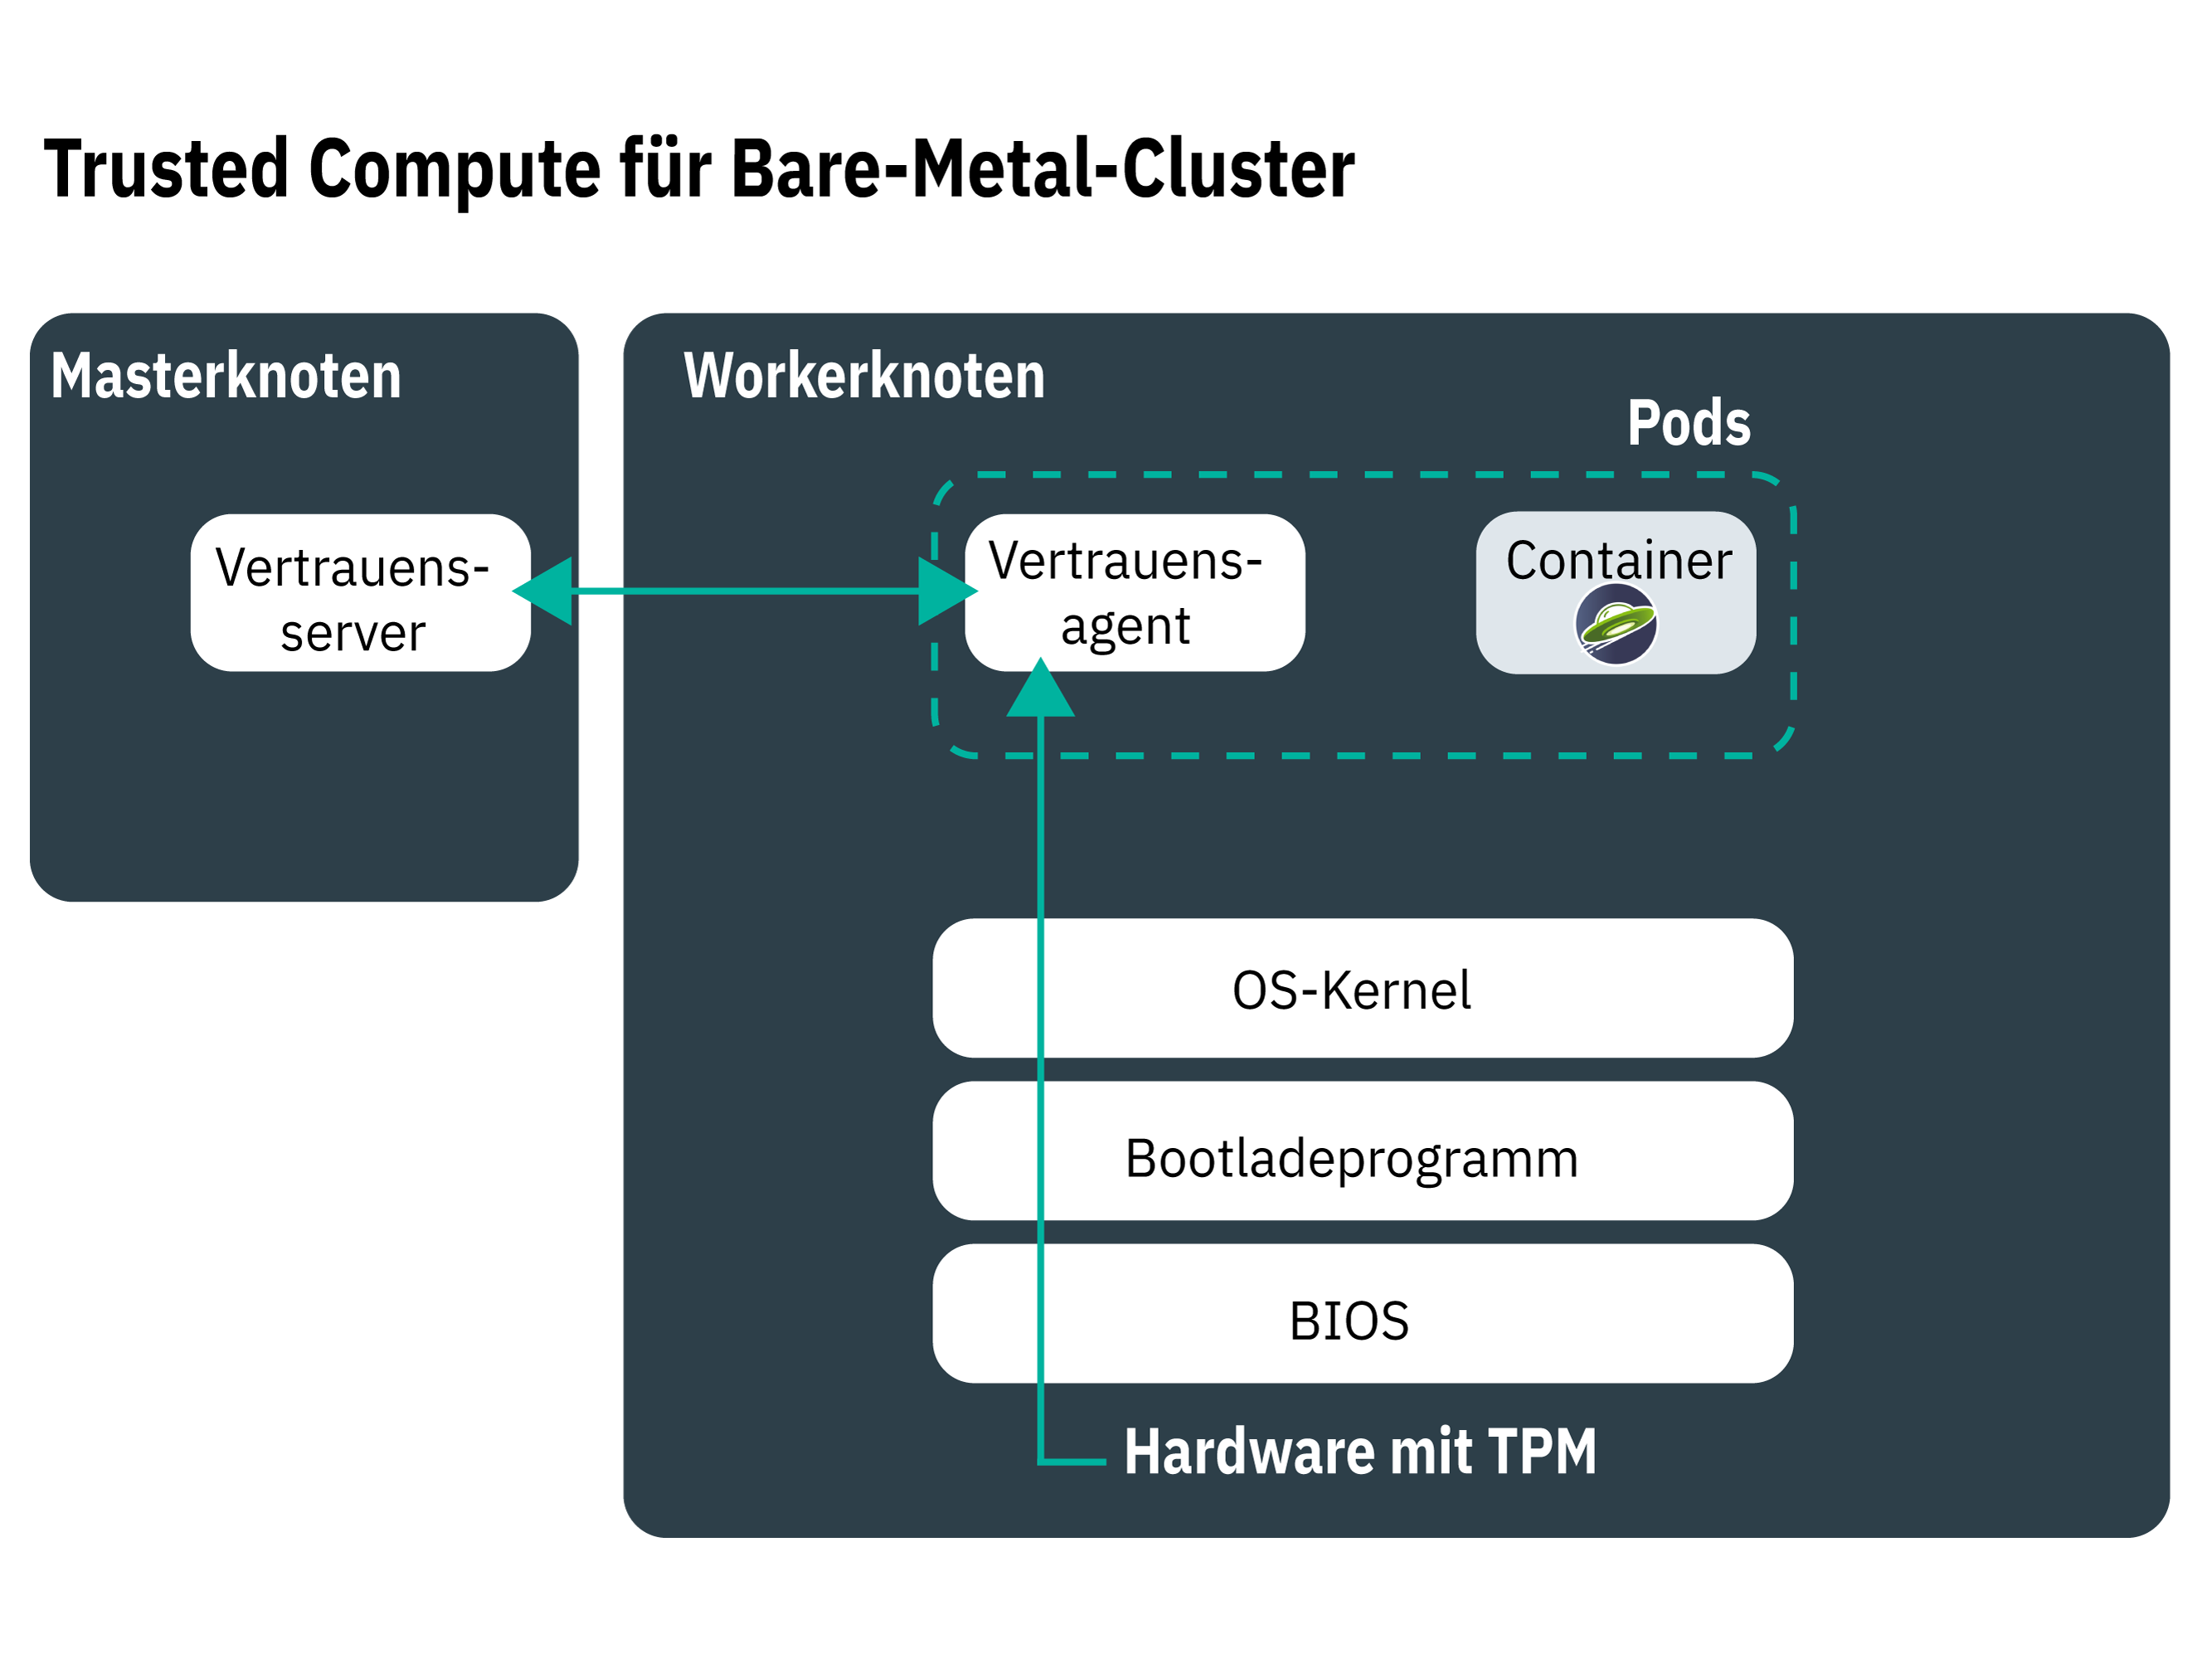 Trusted Compute für Bare-Metal-Cluster
Masterknoten
Vertrauens-
server
Workerknoten
Pods
Vertrauens-
agent
Container
OS-Kernel
Bootladeprogramm
BIOS
Hardware mit TPM